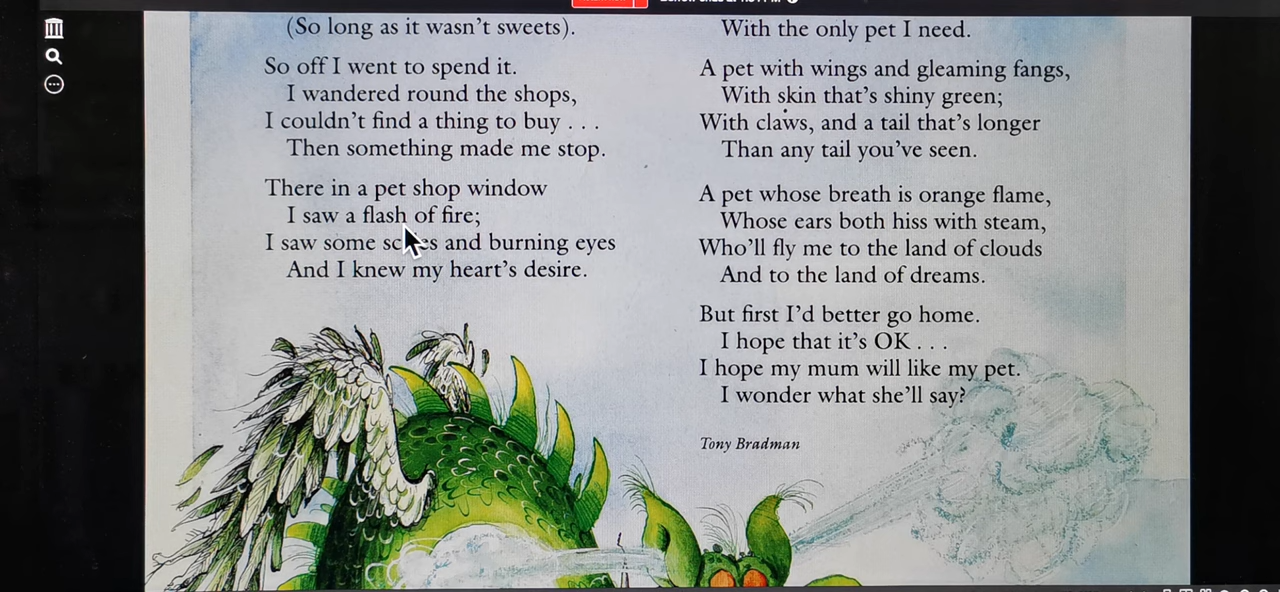 (So long as it wasn't sweets).
So off I went to spend it.
I wandered round the shops,
I couldn't find a thing to buy . . .
Then something made me stop.
There in a pet shop window
I saw a flash of fire;
I saw some and burning eyes
And I knew my heart's desire.
With the only pet I need.
A pet with wings and gleaming fangs,
With skin that's shiny green;
With claws, and a tail that's longer
Than any tail you've seen.
A pet whose breath is orange flame,
Whose ears both hiss with steam,
Who'll fly me to the land of clouds
And to the land of dreams.
But first I'd better go home.
I hope that it's OK . . .
I hope my mum will like my pet.
I wonder what she'll say?
Tony Bradman